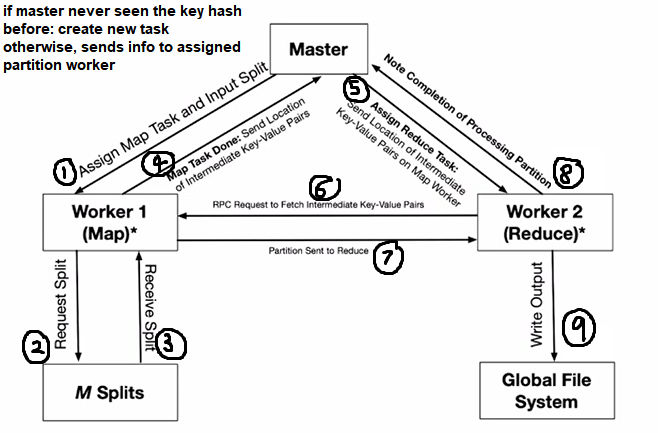 if master never seen the key hash
before: create new task
otherwise, sends info to assigned
partition worker
Master
1
Assign Map Task and Input Split
4
Map Task Done: Send Location
of Intermediate Key-Value Pairs
5
Assign Reduce Task:
Send Location of Intermediate
Key-Value Pairs on Map Worker
Note Completion of Processing Partition
8
Worker 1
(Map)*
6
RPC Request to Fetch Intermediate Key-Value Pairs
Partition Sent to Reduce
7
Worker 2
(Reduce)*
2
Request Split
Receive Split
3
Write Output
9
M Splits
Global File
System